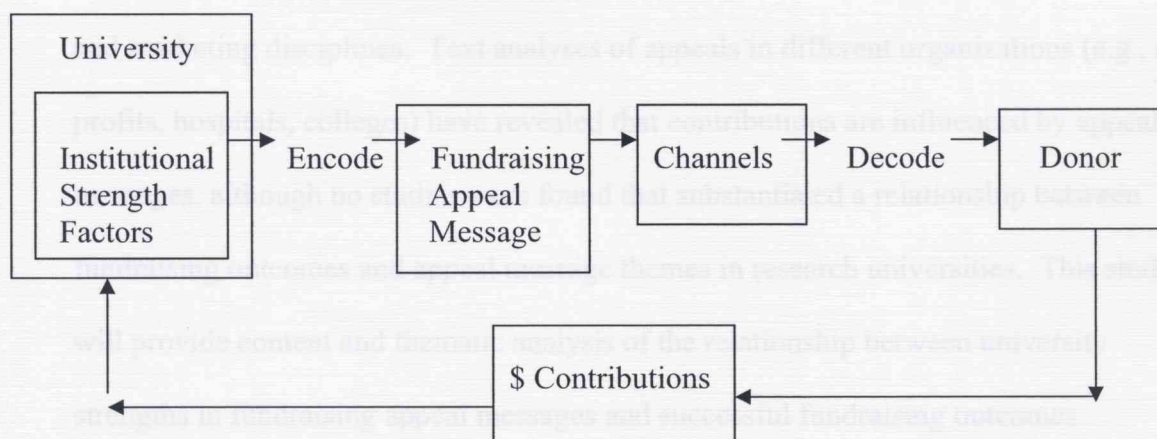 University
Institutional
Strength
Factors
Encode
Fundraising
Appeal
Message
Channels
Decode
Donor
$ Contributions
disciplines. Text analyses of appeals in different organizations (e.g.,
profits, hospitals, colleges) have revealed that contributions are influenced by appeal
although no studies were found that substantiated a relationship between
fundraising outcomes and appeal message themes in research universities. This
will provide content and thematic analysis of the relationship between university
strengths in fundraising appeal messages and successful fundraising outcomes